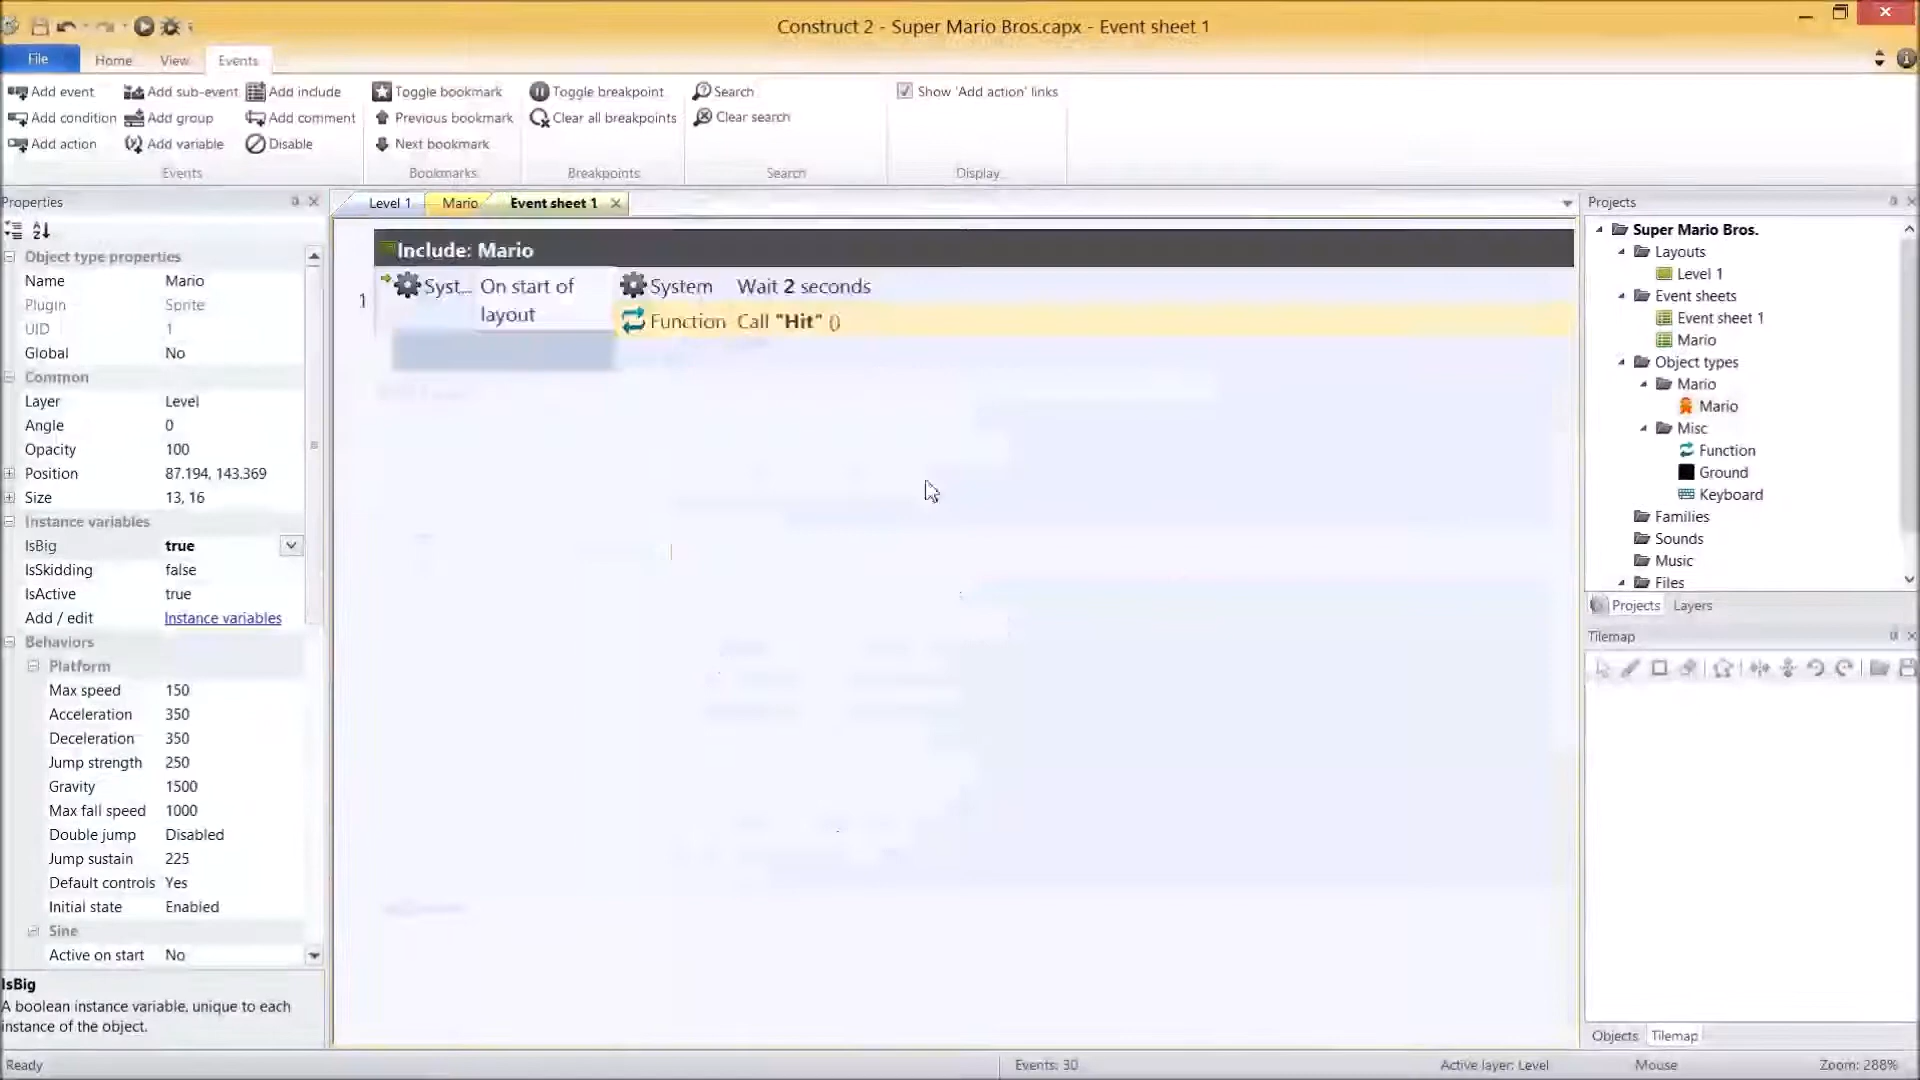 Construct 2 - Super Mario Bros.capx - Event sheet 1
File Home View Events
Add event Add sub-event Add include Toggle bookmark Toggle breakpoint Search Show 'Add action' links
Add condition Add group Add comment Previous bookmark Clear all breakpoints Clear search
Add action Add variable Disable Next bookmark
Events Bookmarks Breakpoints Search Display
Properties
Level 1 Mario Event sheet 1
Include: Mario
1 Syst... On start of layout
System Wait 2 seconds
Function Call "Hit" ()
Object type properties
Name Mario
Plugin Sprite
UID 1
Global No
Common
Layer Level
Angle 0
Opacity 100
Position 87.194, 143.369
Size 13, 16
Instance variables
IsBig true
IsSkidding false
IsActive true
Add / edit Instance variables
Behaviors
Platform
Max speed 150
Acceleration 350
Deceleration 350
Jump strength 250
Gravity 1500
Max fall speed 1000
Double jump Disabled
Jump sustain 225
Default controls Yes
Initial state Enabled
Sine
Active on start No
IsBig
A boolean instance variable, unique to each
instance of the object.
Projects
Super Mario Bros.
Layouts
Level 1
Event sheets
Event sheet 1
Mario
Object types
Mario
Mario
Misc
Function
Ground
Keyboard
Families
Sounds
Music
Files
Projects Layers
Tilemap
Objects Tilemap
Ready Events: 30 Active layer: Level Mouse Zoom: 288%